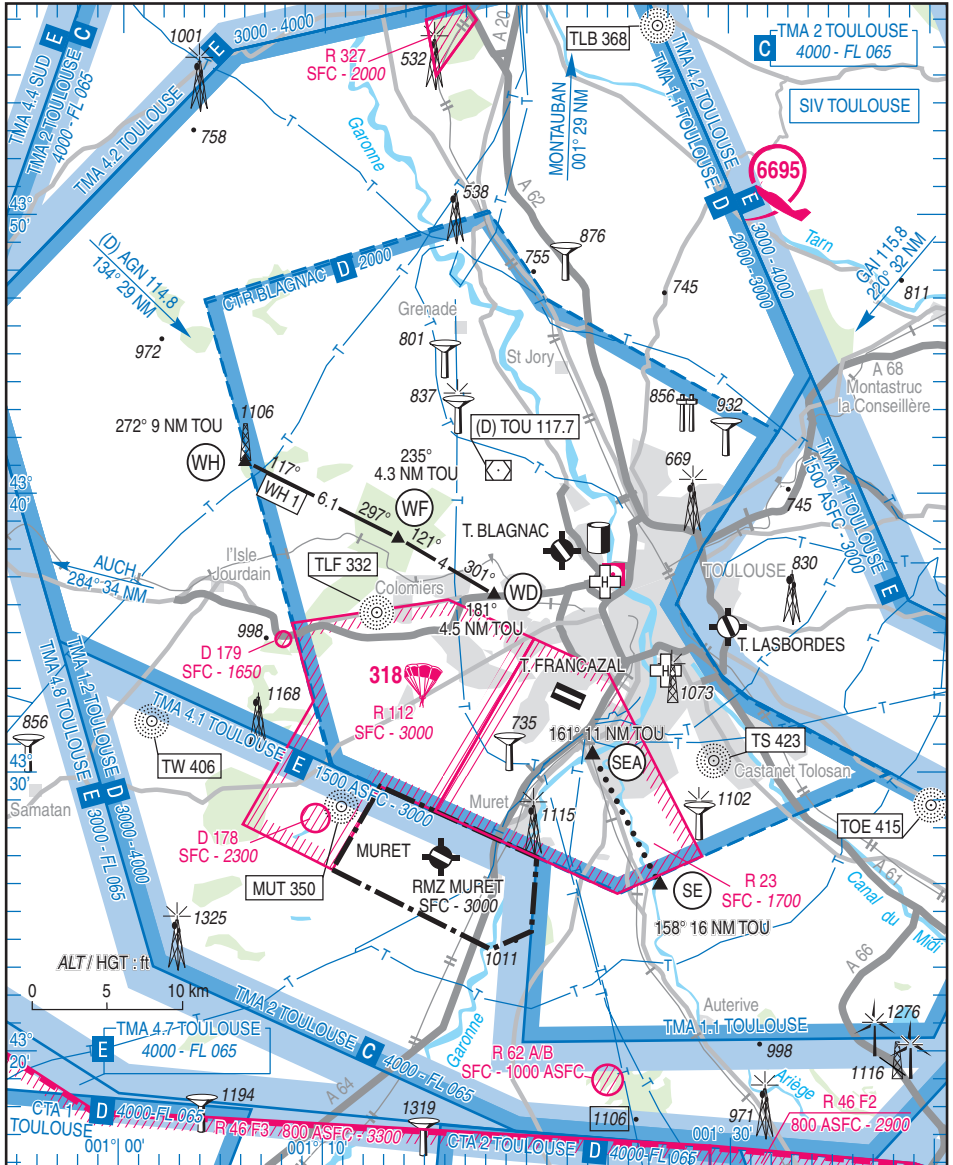 TMA 4.4 SUD E
TMA 2 TOULOUSE C
4000 - FL 065
1001
E 3000 - 4000
TMA 4.2 TOULOUSE
758
R 327
SFC - 2000
532
A 20
TLB 368
TMA 4.2 TOULOUSE
TMA 1.1 TOULOUSE
C TMA 2 TOULOUSE
4000 - FL 065
SIV TOULOUSE
Garonne
MONTAUBAN
001° 29 NM
6695
D E
3000 - 4000
2000 - 3000
Tarn
43°
50'
538
A 62
(D) AGN 114.8
134° 29 NM
CTR BLAGNAC D 2000
755
876
745
GAI 115.8
220° 32 NM
811
972
Grenade
801
St Jory
837
856
932
A 68
Montastruc
la Conseillère
1106
272° 9 NM TOU
WH
(D) TOU 117.7
235°
4.3 NM TOU
WF
669
TMA 4.1 TOULOUSE
1500 ASFC - 3000
E
745
43°
40'
117°
WH 1
6.1
297°
121°
4
301°
T. BLAGNAC
H
WD
181°
4.5 NM TOU
AUCH
284° 34 NM
l'Isle
Jourdain
TLF 332
Colomiers
TOULOUSE
830
T. LASBORDES
998
D 179
SFC - 1650
318
R 112
SFC - 3000
T. FRANCAZAL
H
1073
TMA 1.2 TOULOUSE
TMA 4.8 TOULOUSE
TMA 4.1 TOULOUSE E 1500 ASFC - 3000
1168
856
TW 406
735
161° 11 NM TOU
SEA
TS 423
Castanet Tolosan
43°
30'
Samatan
E D
3000 - 4000
3000 - FL 065
Muret
1115
1102
TOE 415
D 178
SFC - 2300
MURET
MUT 350
RMZ MURET
SFC - 3000
SE
R 23
SFC - 1700
158° 16 NM TOU
A 61
Canal du Midi
1325
1011
A 66
ALT / HGT : ft
0 5 10 km
TMA 2 TOULOUSE C 4000 - FL 065
Garonne
Auterive
TMA 1.1 TOULOUSE
1276
998
1116
43°
20'
E TMA 4.7 TOULOUSE
4000 - FL 065
R 62 A/B
SFC - 1000 ASFC
Ariège
A 64
1194
1319
1106
971
R 46 F2
800 ASFC - 2900
CTA 1 D 4000-FL 065
TOULOUSE
R 46 F3 800 ASFC - 3300
CTA 2 TOULOUSE D 4000-FL 065
001° 00'
001° 10'
001° 30'
T T T T T T T T T T T T T T T T T T T T